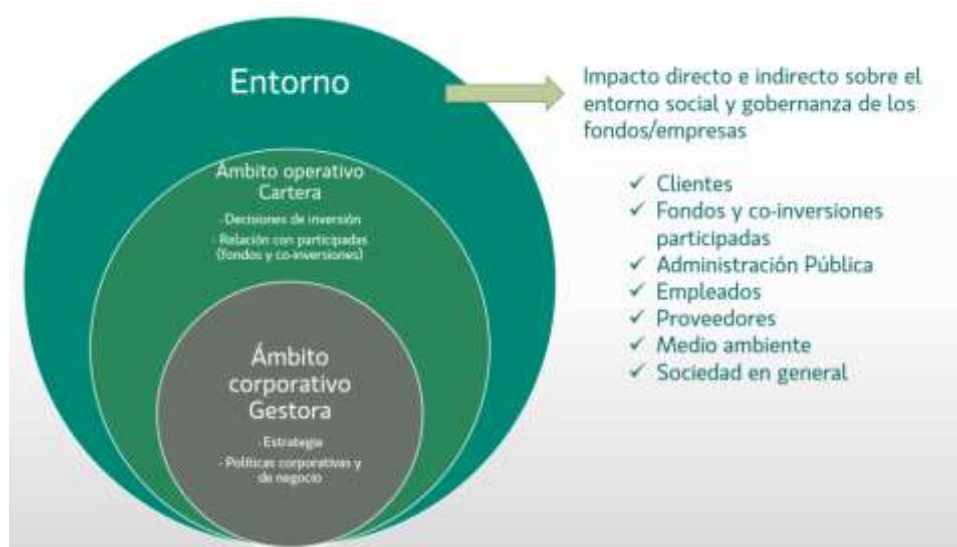 Entorno
Ámbito operativo
Cartera
- Decisiones de inversión
- Relación con participadas
(fondos y co-inversiones)
Ámbito
corporativo
Gestora
- Estrategia
- Políticas corporativas y
de negocio
Impacto directo e indirecto sobre el
entorno social y gobernanza de los
fondos/empresas
✓ Clientes
✓ Fondos y co-inversiones
participadas
✓ Administración Pública
✓ Empleados
✓ Proveedores
✓ Medio ambiente
✓ Sociedad en general